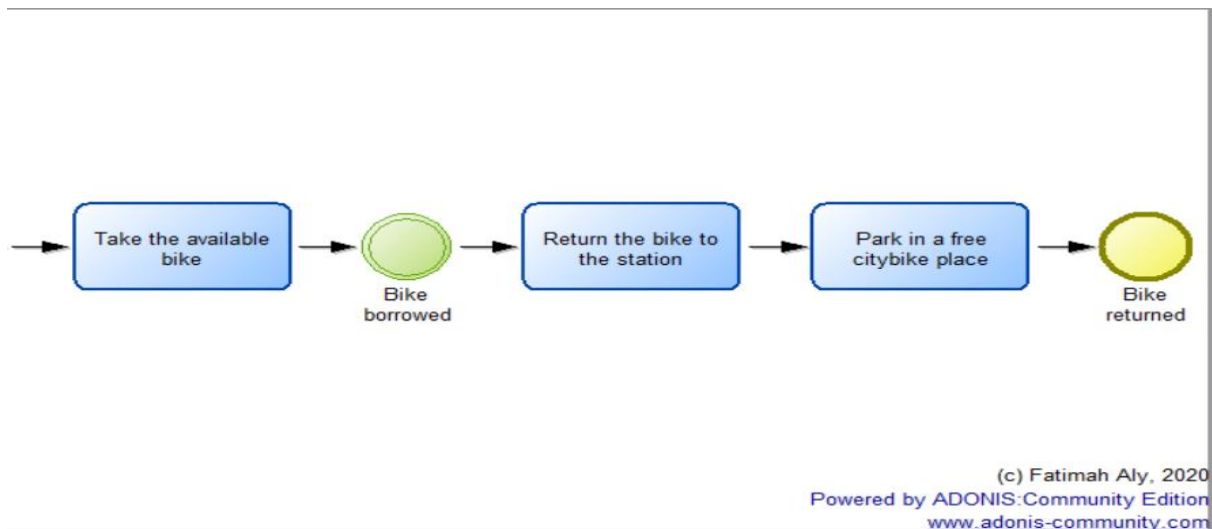 Take the available
bike
Bike
borrowed
Return the bike to
the station
Park in a free
citybike place
Bike
returned
(c) Fatimah Aly, 2020
Powered by ADONIS:Community Edition
www.adonis-community.com